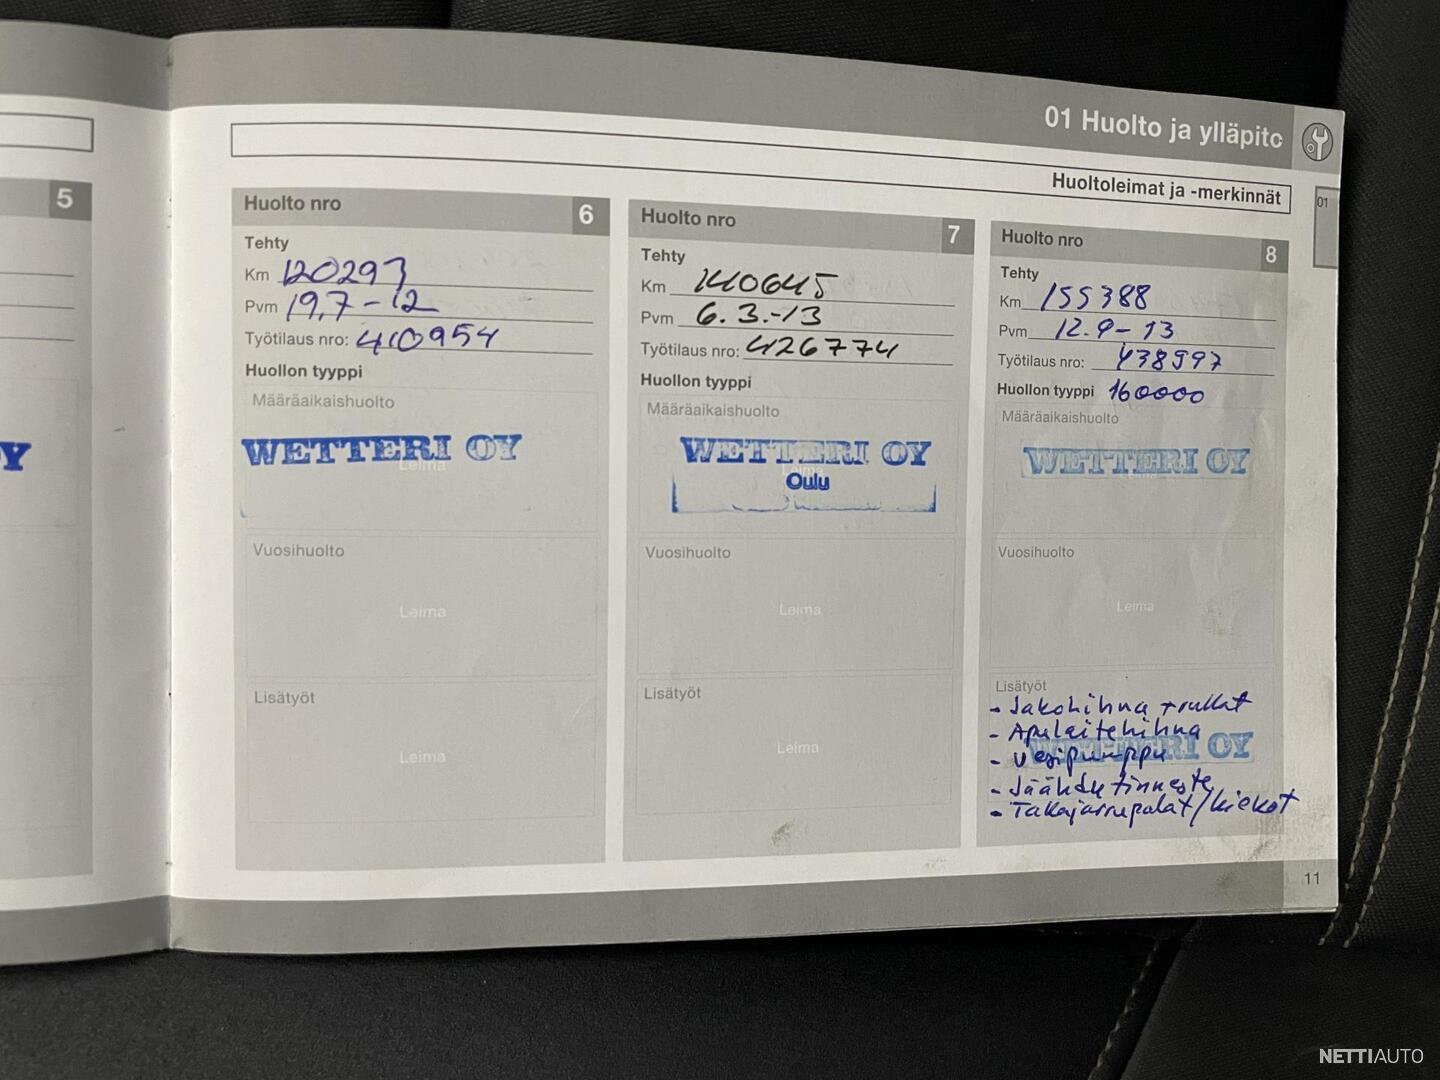 01 Huolto ja ylläpito
Huoltoleimat ja -merkinnät
01
5
Y
Huolto nro 6
Tehty
Km 120297
Pvm 19.7-12
Työtilaus nro: 410954
Huollon tyyppi
Määräaikaishuolto
WETTERI OY
Leima
Vuosihuolto
Leima
Lisätyöt
Leima
Huolto nro 7
Tehty
Km 140645
Pvm 6.3.-13
Työtilaus nro: 426774
Huollon tyyppi
Määräaikaishuolto
WETTERI OY
Leima
Oulu
Vuosihuolto
Leima
Lisätyöt
Leima
Huolto nro 8
Tehty
Km 155388
Pvm 12.9-13
Työtilaus nro: 438997
Huollon tyyppi 160000
Määräaikaishuolto
WETTERI OY
Vuosihuolto
Leima
Lisätyöt
- Jakohihna + rullat
- Apulaitehihna
WETTERI OY
- Vesipumppu
- Jäähdytinneste
- Takajarrupalat/kiekot
11
NETTIAUTO